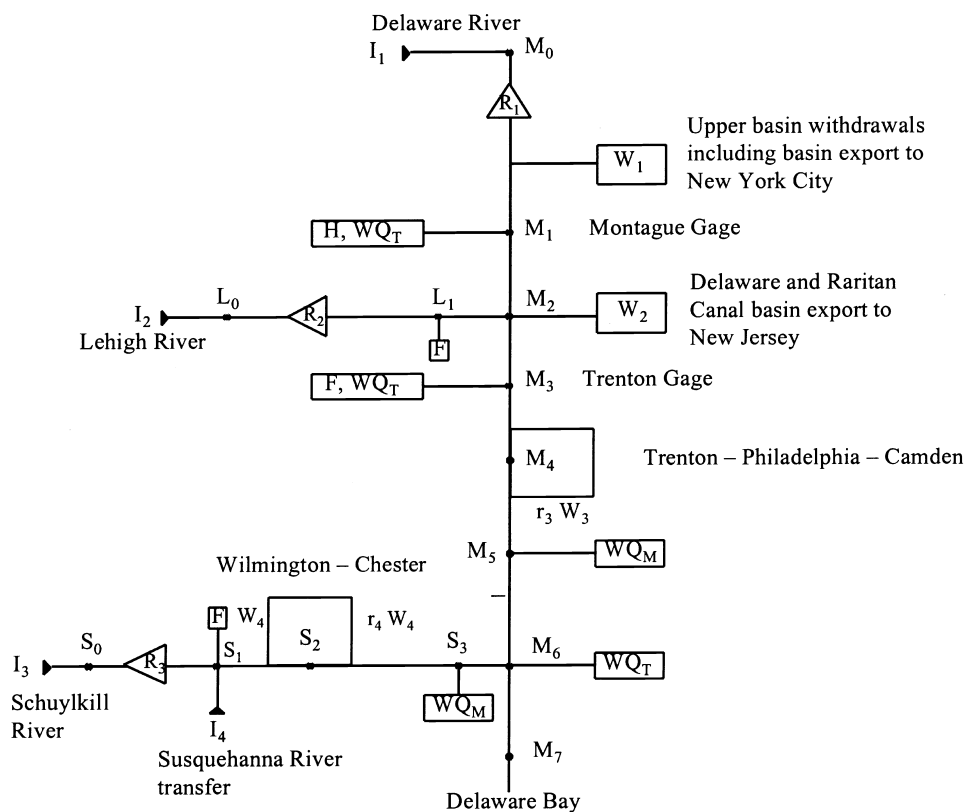 Delaware River
I1
M0
R1
Upper basin withdrawals
including basin export to
New York City
W1
H, WQT
M1
Montague Gage
Delaware and Raritan
Canal basin export to
New Jersey
I2
L0
R2
L1
M2
W2
Lehigh River
F
F, WQT
M3
Trenton Gage
M4
Trenton – Philadelphia – Camden
r3 W3
M5
WQM
Wilmington – Chester
F
W4
r4 W4
S0
S1
S2
S3
M6
I3
R3
WQT
Schuylkill
River
I4
WQM
Susquehanna River
transfer
M7
Delaware Bay